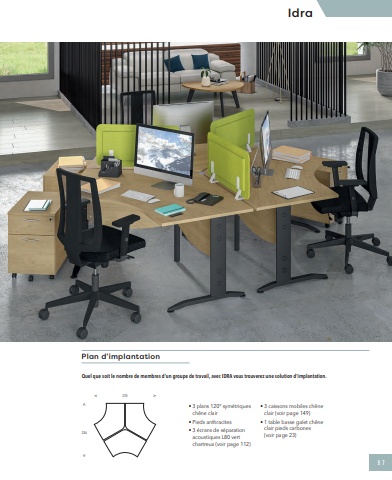 Idra
Plan d'implantation
Quel que soit le nombre de membres d'un groupe de travail, avec IDRA vous trouverez une solution d'implantation.
• 3 plans 120° symétriques
chêne clair
• Pieds anthracites
• 3 écrans de séparation
acoustiques L80 vert
chartreux (voir page 112)
• 3 caissons mobiles chêne
clair (voir page 149)
• 1 table basse galet chêne
clair pieds carbones
(voir page 23)